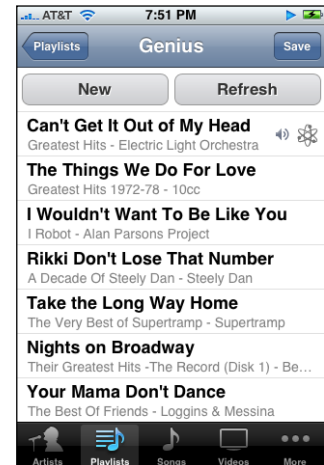 AT&T 7:51 PM
Playlists Genius Save
New Refresh
Can't Get It Out of My Head
Greatest Hits - Electric Light Orchestra
The Things We Do For Love
Greatest Hits 1972-78 - 10cc
I Wouldn't Want To Be Like You
I Robot - Alan Parsons Project
Rikki Don't Lose That Number
A Decade Of Steely Dan - Steely Dan
Take the Long Way Home
The Very Best of Supertramp - Supertramp
Nights on Broadway
Their Greatest Hits -The Record (Disk 1) - Be…
Your Mama Don't Dance
The Best Of Friends - Loggins & Messina
Artists Playlists Songs Videos More